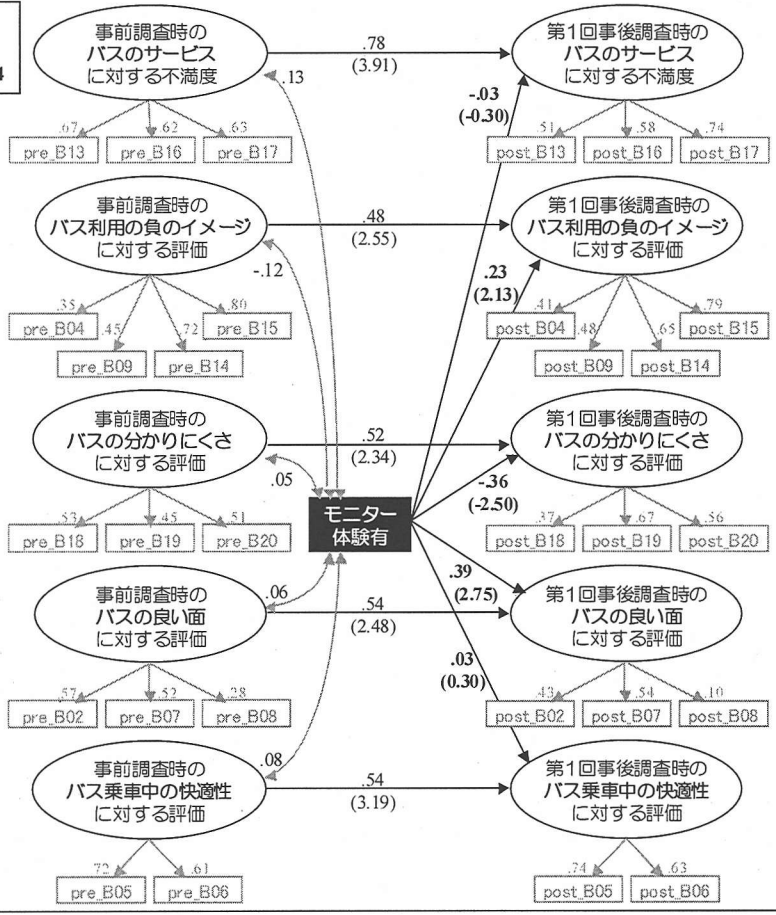 4
事前調査時の
バスのサービス
に対する不満度
.67
.62
.63
pre_B13
pre_B16
pre_B17
.78
(3.91)
.13
第1回事後調査時の
バスのサービス
に対する不満度
-.03
(-0.30)
.51
.58
.74
post_B13
post_B16
post_B17
事前調査時の
バス利用の負のイメージ
に対する評価
.35
.45
.72
.80
pre_B04
pre_B15
pre_B09
pre_B14
.48
(2.55)
-.12
第1回事後調査時の
バス利用の負のイメージ
に対する評価
.23
(2.13)
.41
.48
.65
.79
post_B04
post_B15
post_B09
post_B14
事前調査時の
バスの分かりにくさ
に対する評価
.53
.45
.51
pre_B18
pre_B19
pre_B20
.52
(2.34)
.05
第1回事後調査時の
バスの分かりにくさ
に対する評価
-.36
(-2.50)
.37
.67
.56
post_B18
post_B19
post_B20
モニター
体験有
事前調査時の
バスの良い面
に対する評価
.57
.52
.28
pre_B02
pre_B07
pre_B08
.06
.54
(2.48)
.39
(2.75)
第1回事後調査時の
バスの良い面
に対する評価
.03
(0.30)
.43
.54
.10
post_B02
post_B07
post_B08
事前調査時の
バス乗車中の快適性
に対する評価
.72
.61
pre_B05
pre_B06
.08
.54
(3.19)
第1回事後調査時の
バス乗車中の快適性
に対する評価
.74
.63
post_B05
post_B06